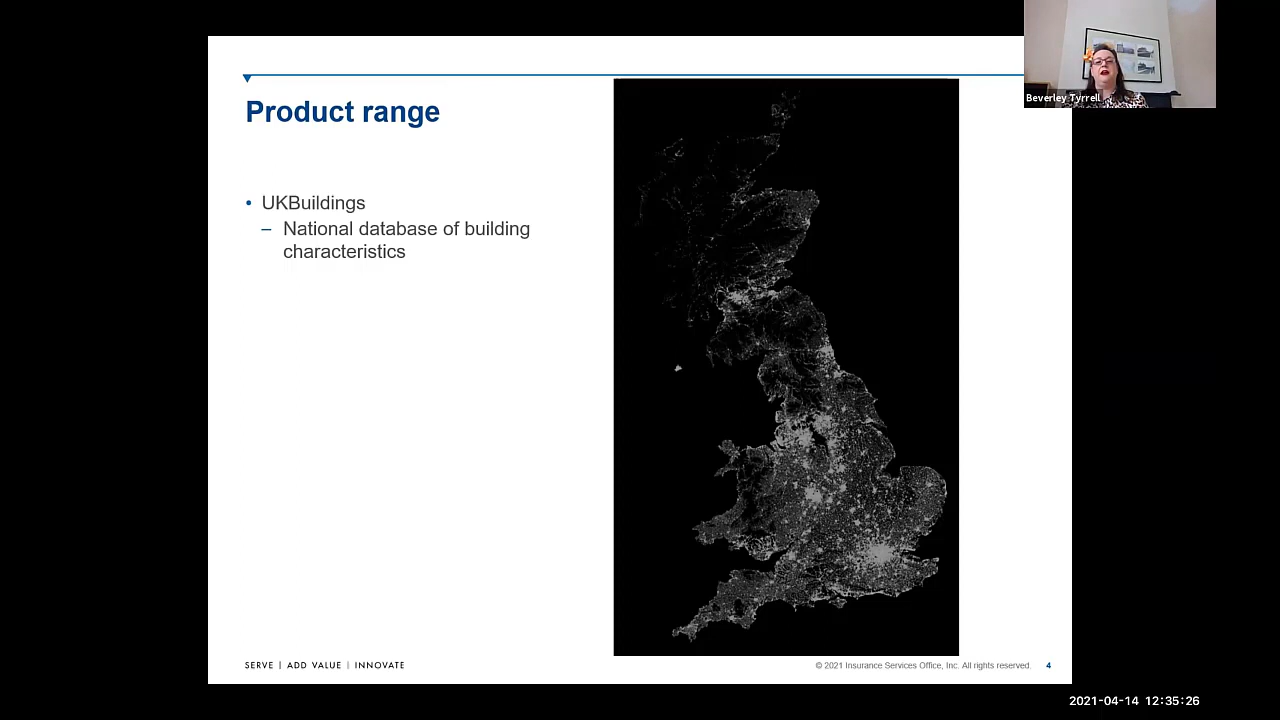 Beverley Tyrrell
Product range
• UKBuildings
– National database of building
characteristics
SERVE | ADD VALUE | INNOVATE
© 2021 Insurance Services Office, Inc. All rights reserved. 4
2021-04-14 12:35:26